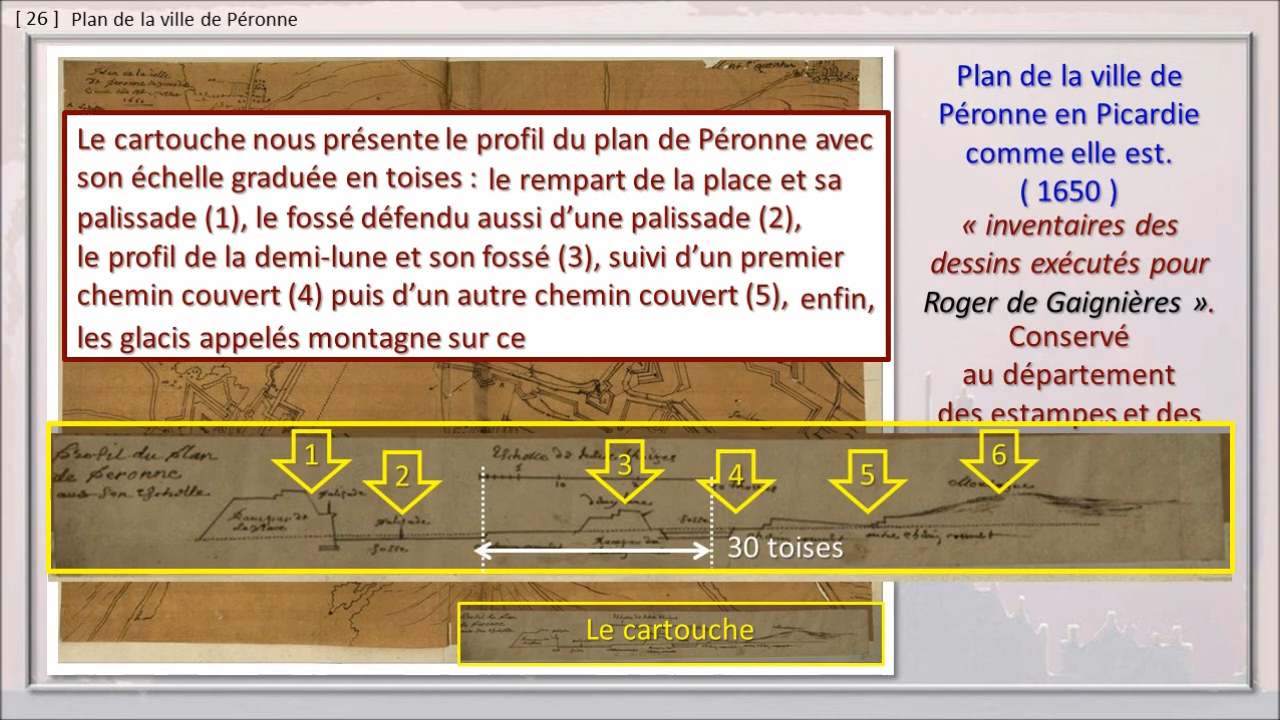 [ 26 ] Plan de la ville de Péronne
Le cartouche nous présente le profil du plan de Péronne avec
son échelle graduée en toises : le rempart de la place et sa
palissade (1), le fossé défendu aussi d’une palissade (2),
le profil de la demi-lune et son fossé (3), suivi d’un premier
chemin couvert (4) puis d’un autre chemin couvert (5), enfin,
les glacis appelés montagne sur ce
Plan de la ville de
Péronne en Picardie
comme elle est.
( 1650 )
« inventaires des
dessins exécutés pour
Roger de Gaignières ».
Conservé
au département
des estampes et des
Profil du plan
de peronne
1
2
3
4
5
6
30 toises
Le cartouche